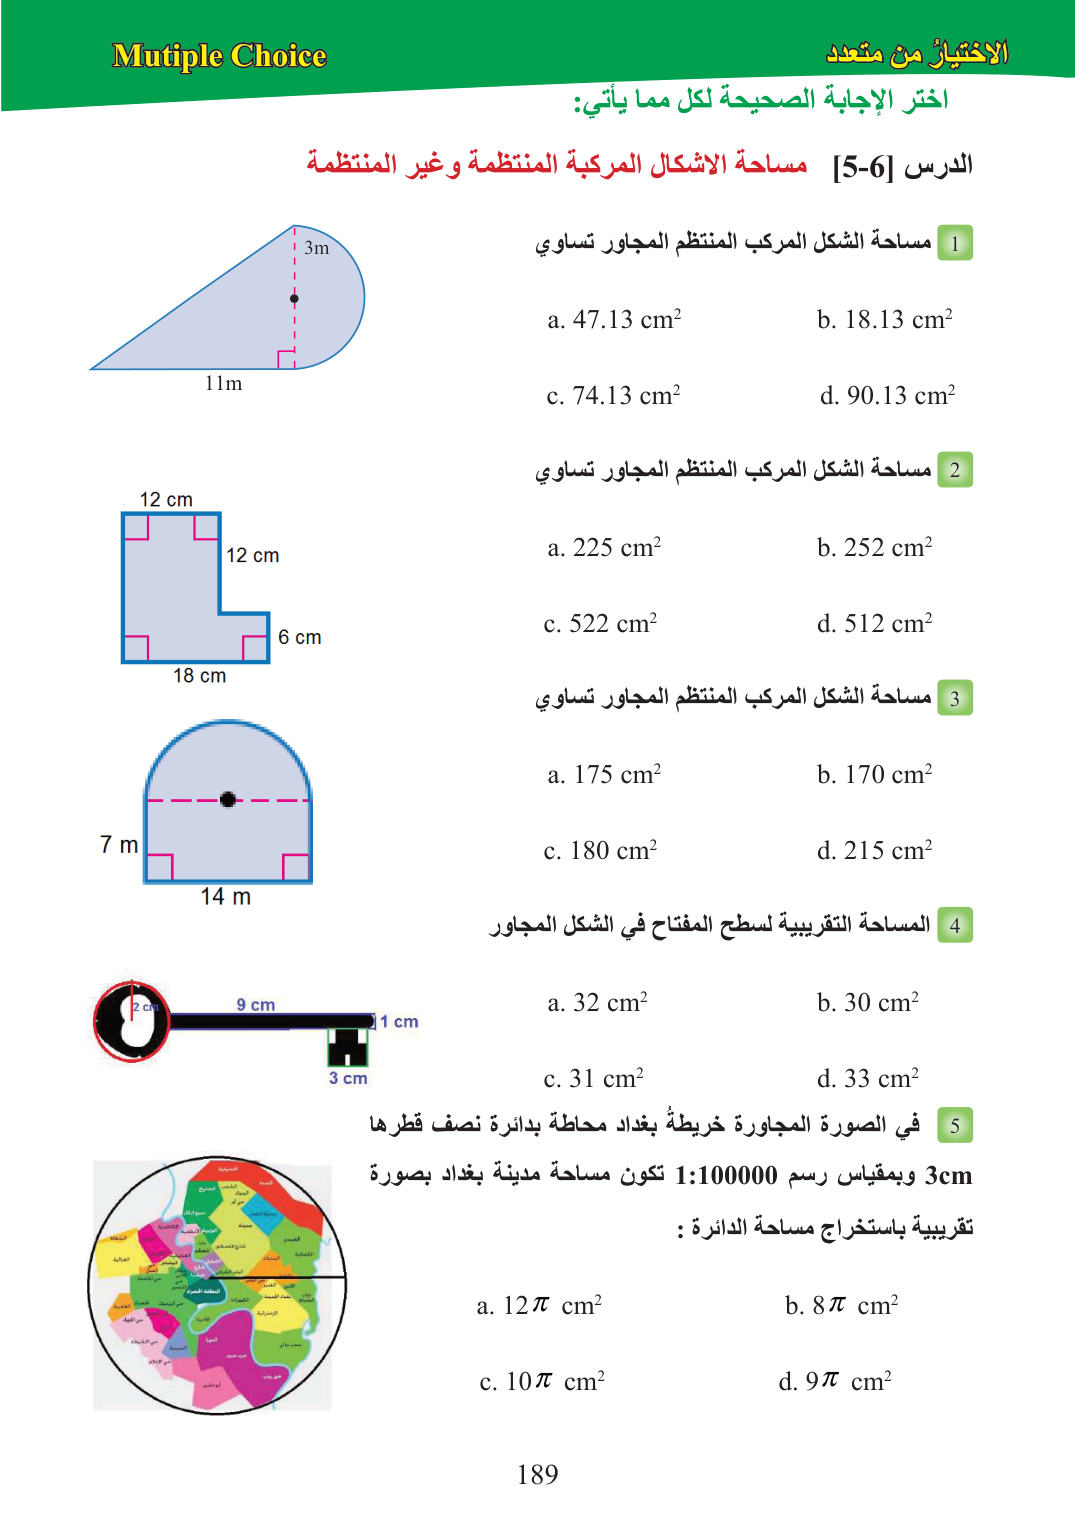 الاختيارُ من متعدد
Mutiple Choice
اختر الإجابة الصحيحة لكل مما يأتي:
الدرس [6-5] مساحة الاشكال المركبة المنتظمة وغير المنتظمة
1 مساحة الشكل المركب المنتظم المجاور تساوي
3m
11m
a. 47.13 cm² b. 18.13 cm²
c. 74.13 cm² d. 90.13 cm²
2 مساحة الشكل المركب المنتظم المجاور تساوي
12 cm
12 cm
6 cm
18 cm
a. 225 cm² b. 252 cm²
c. 522 cm² d. 512 cm²
3 مساحة الشكل المركب المنتظم المجاور تساوي
7 m
14 m
a. 175 cm² b. 170 cm²
c. 180 cm² d. 215 cm²
4 المساحة التقريبية لسطح المفتاح في الشكل المجاور
2 cm
9 cm
1 cm
3 cm
a. 32 cm² b. 30 cm²
c. 31 cm² d. 33 cm²
5 في الصورة المجاورة خريطةُ بغداد محاطة بدائرة نصف قطرها
3cm وبمقياس رسم 1:100000 تكون مساحة مدينة بغداد بصورة
تقريبية باستخراج مساحة الدائرة :
a. 12π cm² b. 8π cm²
c. 10π cm² d. 9π cm²
189